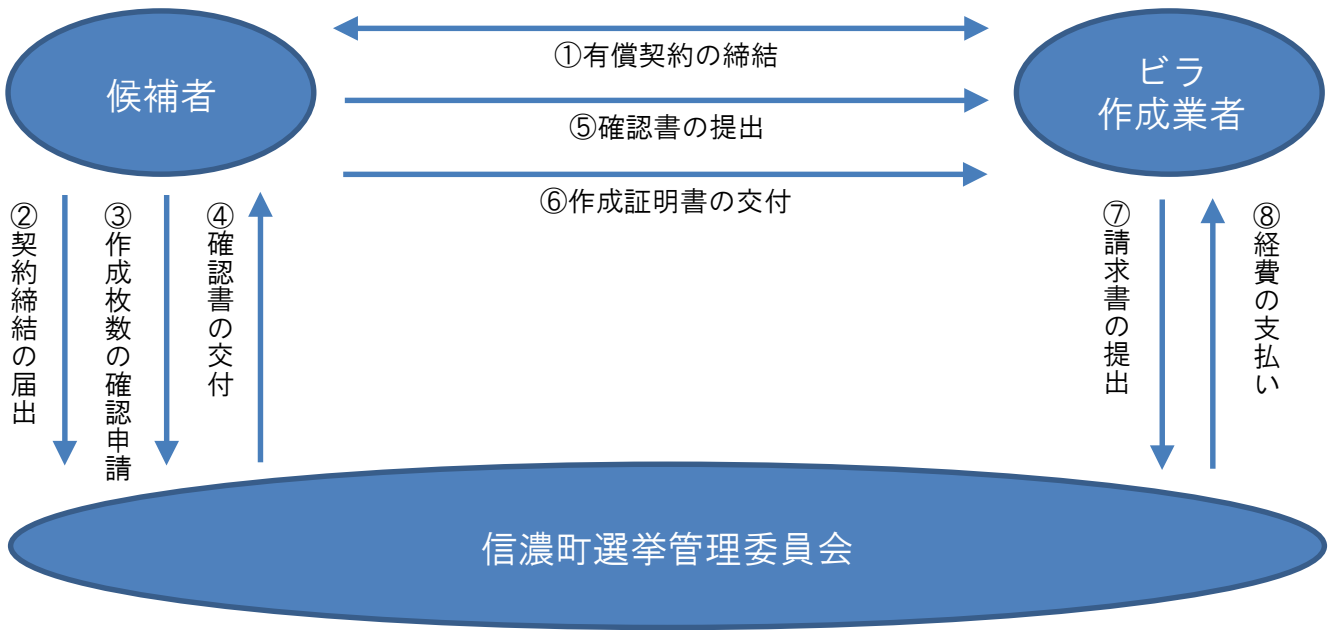 ①有償契約の締結
候補者
ビラ
作成業者
⑤確認書の提出
⑥作成証明書の交付
②契約締結の届出
③作成枚数の確認申請
④確認書の交付
⑦請求書の提出
⑧経費の支払い
信濃町選挙管理委員会